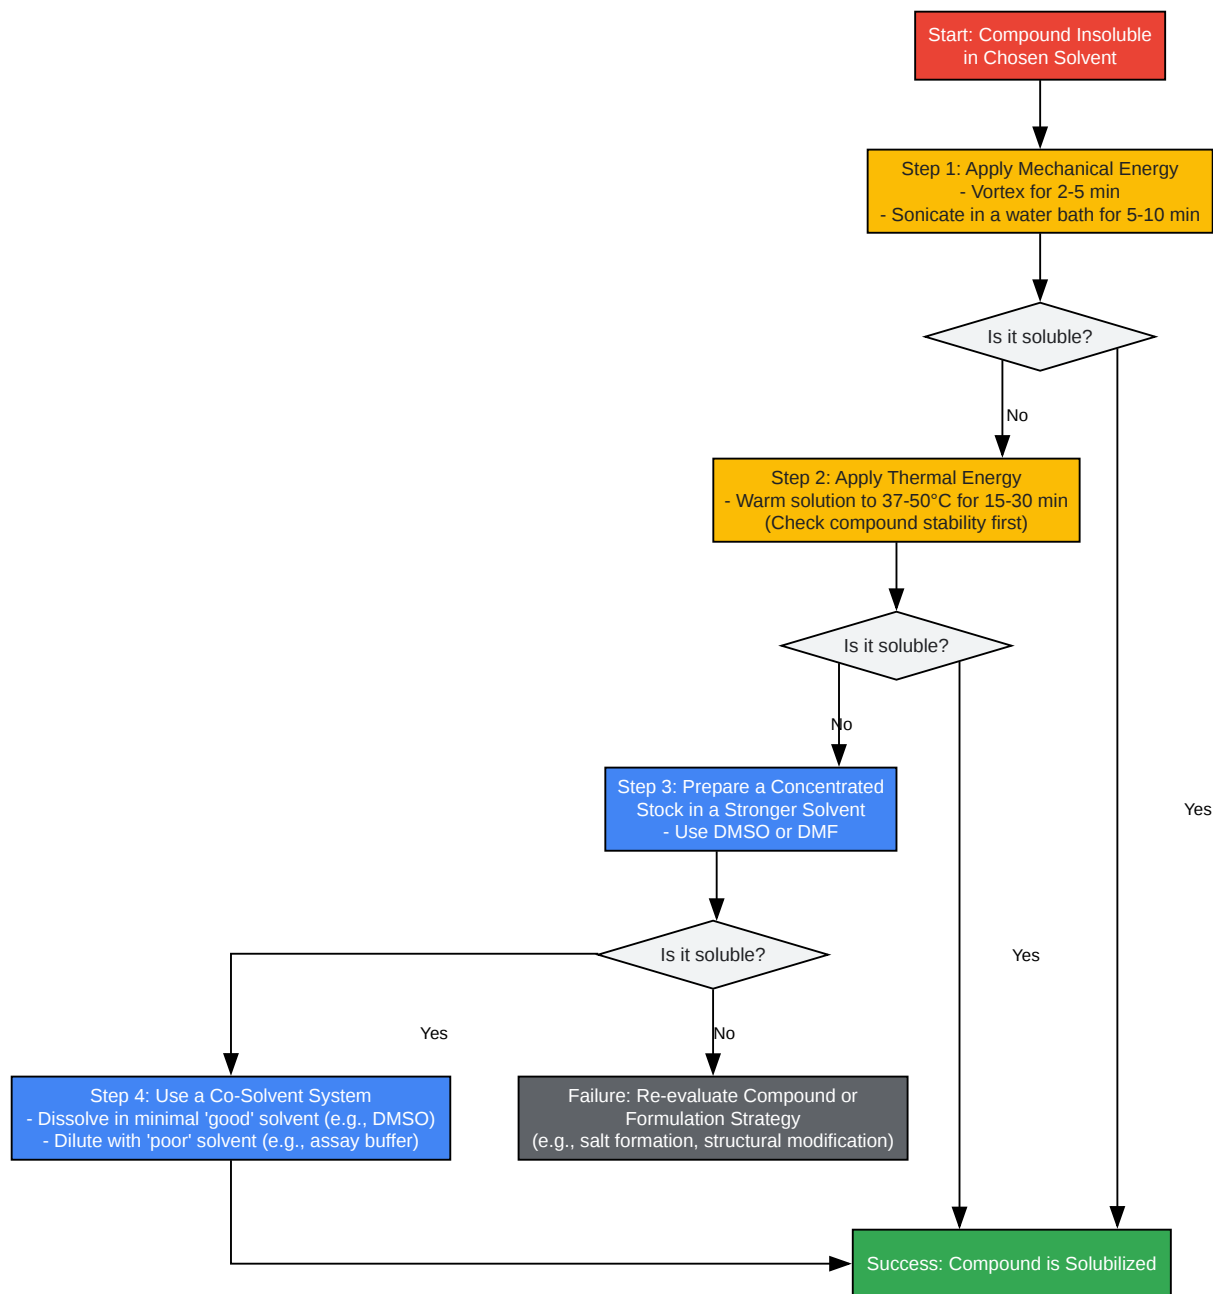 Start: Compound Insoluble
in Chosen Solvent
Step 1: Apply Mechanical Energy
- Vortex for 2-5 min
- Sonicate in a water bath for 5-10 min
Is it soluble?
No
Step 2: Apply Thermal Energy
- Warm solution to 37-50°C for 15-30 min
(Check compound stability first)
Is it soluble?
No
Step 3: Prepare a Concentrated
Stock in a Stronger Solvent
- Use DMSO or DMF
Yes
Is it soluble?
Yes
Yes
No
Step 4: Use a Co-Solvent System
- Dissolve in minimal 'good' solvent (e.g., DMSO)
- Dilute with 'poor' solvent (e.g., assay buffer)
Failure: Re-evaluate Compound or
Formulation Strategy
(e.g., salt formation, structural modification)
Success: Compound is Solubilized